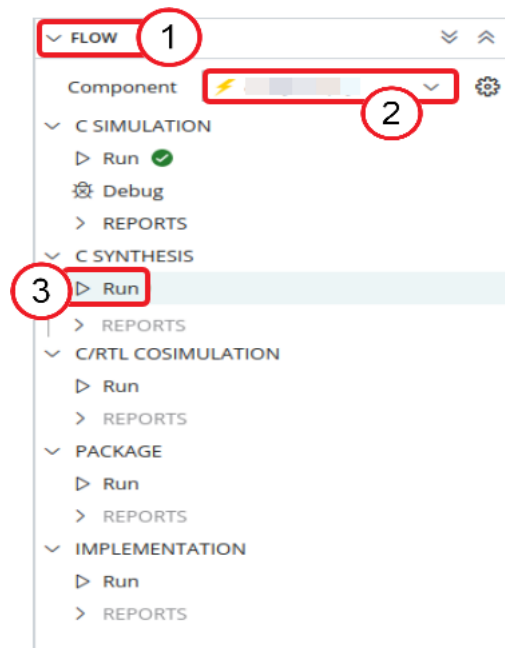 FLOW 1
Component
2
C SIMULATION
Run
Debug
REPORTS
C SYNTHESIS
3 Run
REPORTS
C/RTL COSIMULATION
Run
REPORTS
PACKAGE
Run
REPORTS
IMPLEMENTATION
Run
REPORTS